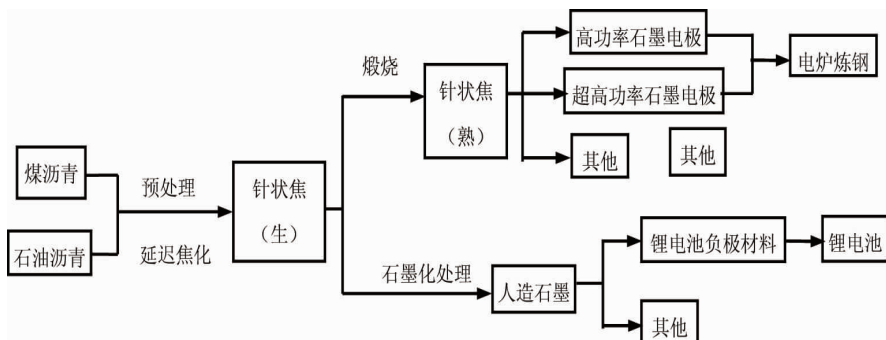 高功率石墨电极
电炉炼钢
煅烧
针状焦
（熟）
超高功率石墨电极
其他
其他
煤沥青
预处理
针状焦
（生）
石油沥青
延迟焦化
锂电池负极材料
锂电池
石墨化处理
人造石墨
其他